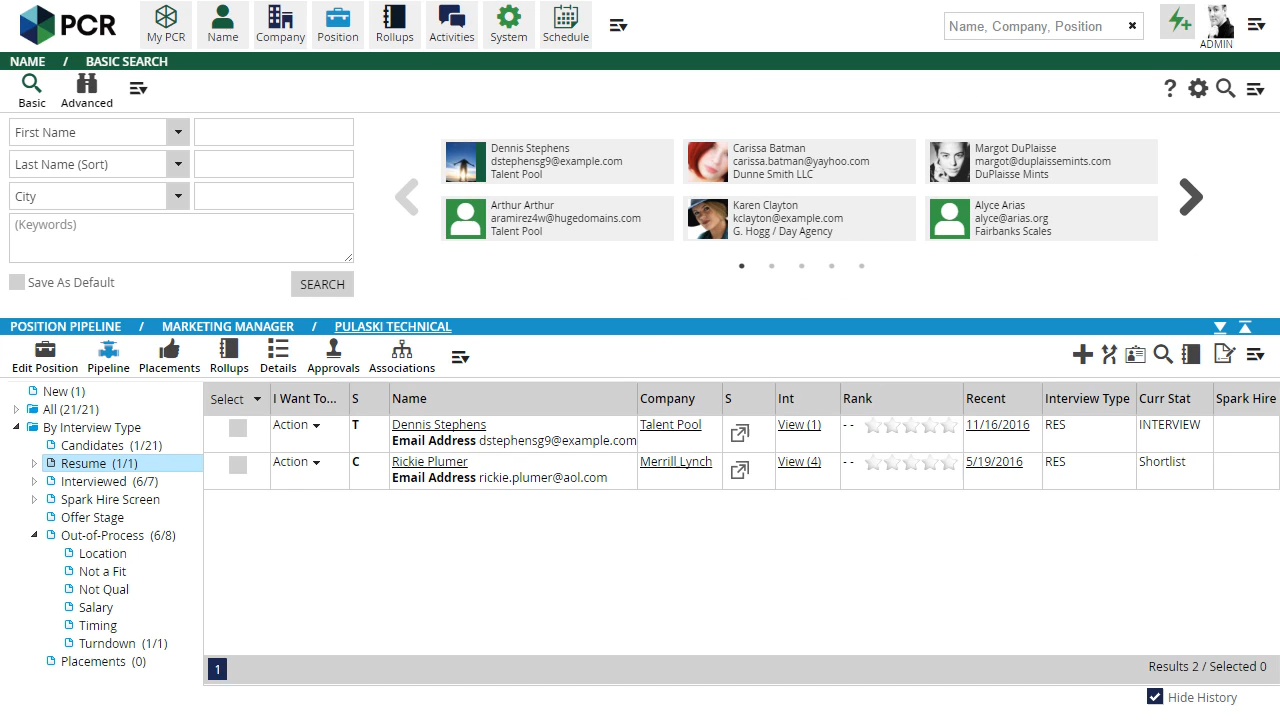 PCR
My PCR
Name
Company
Position
Rollups
Activities
System
Schedule
Name, Company, Position
ADMIN
NAME / BASIC SEARCH
Basic
Advanced
?
First Name
Last Name (Sort)
City
(Keywords)
Save As Default
SEARCH
Dennis Stephens
dstephensg9@example.com
Talent Pool
Carissa Batman
carissa.batman@yayhoo.com
Dunne Smith LLC
Margot DuPlaisse
margot@duplaissemints.com
DuPlaisse Mints
Arthur Arthur
aramirez4w@hugedomains.com
Talent Pool
Karen Clayton
kclayton@example.com
G. Hogg / Day Agency
Alyce Arias
alyce@arias.org
Fairbanks Scales
POSITION PIPELINE / MARKETING MANAGER / PULASKI TECHNICAL
Edit Position
Pipeline
Placements
Rollups
Details
Approvals
Associations
New (1)
All (21/21)
By Interview Type
Candidates (1/21)
Resume (1/1)
Interviewed (6/7)
Spark Hire Screen
Offer Stage
Out-of-Process (6/8)
Location
Not a Fit
Not Qual
Salary
Timing
Turndown (1/1)
Placements (0)
Select I Want To... S Name Company S Int Rank Recent Interview Type Curr Stat Spark Hire
Action T Dennis Stephens Talent Pool View (1) - - 11/16/2016 RES INTERVIEW
Email Address dstephensg9@example.com
Action C Rickie Plumer Merrill Lynch View (4) - - 5/19/2016 RES Shortlist
Email Address rickie.plumer@aol.com
1
Results 2 / Selected 0
Hide History